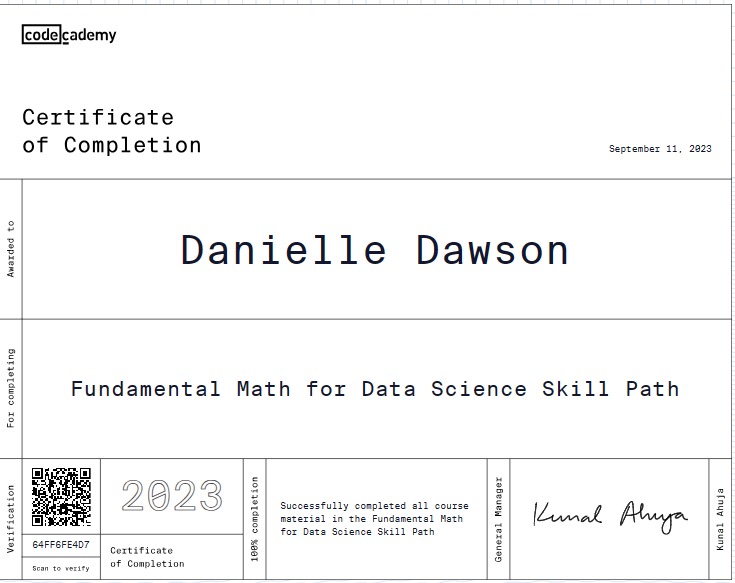 codecademy
Certificate
of Completion
September 11, 2023
Awarded to
Danielle Dawson
For completing
Fundamental Math for Data Science Skill Path
Verification
64FF6FE4D7
Scan to verify
2023
Certificate
of Completion
100% completion
Successfully completed all course
material in the Fundamental Math
for Data Science Skill Path
General Manager
Kunal Ahuja
Kunal Ahuja